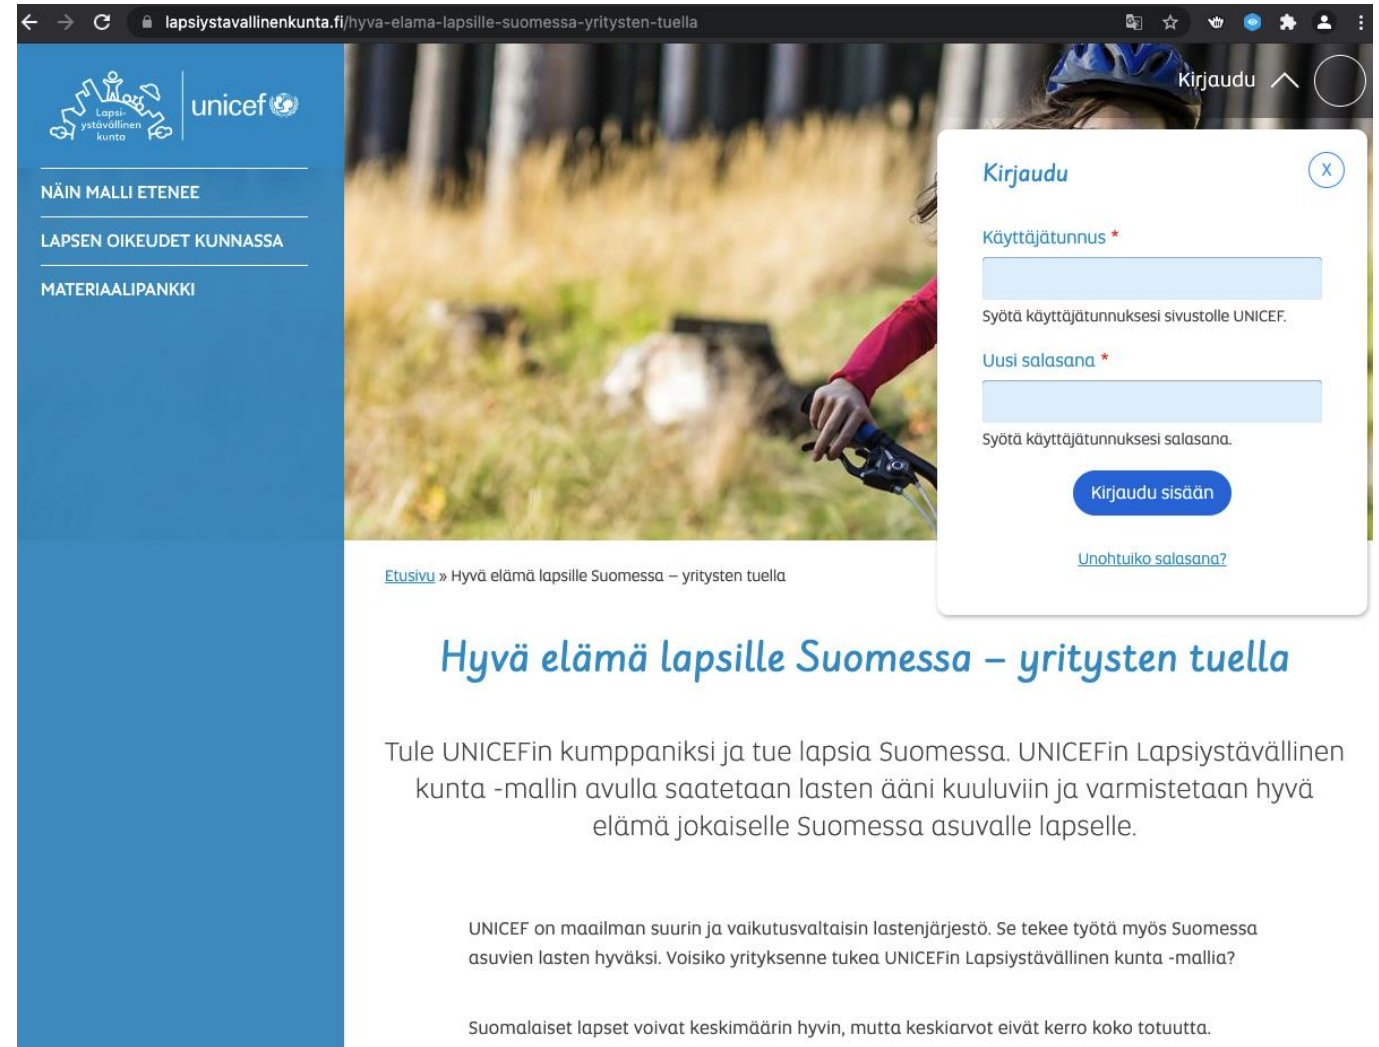 lapsiystavallinenkunta.fi/hyva-elama-lapsille-suomessa-yritysten-tuella
Lapsi-
ystävällinen
kunta
unicef
NÄIN MALLI ETENEE
LAPSEN OIKEUDET KUNNASSA
MATERIAALIPANKKI
Kirjaudu
Kirjaudu
X
Käyttäjätunnus *
Syötä käyttäjätunnuksesi sivustolle UNICEF.
Uusi salasana *
Syötä käyttäjätunnuksesi salasana.
Kirjaudu sisään
Unohtuiko salasana?
Etusivu » Hyvä elämä lapsille Suomessa – yritysten tuella
Hyvä elämä lapsille Suomessa – yritysten tuella
Tule UNICEFin kumppaniksi ja tue lapsia Suomessa. UNICEFin Lapsiystävällinen
kunta -mallin avulla saatetaan lasten ääni kuuluviin ja varmistetaan hyvä
elämä jokaiselle Suomessa asuvalle lapselle.
UNICEF on maailman suurin ja vaikutusvaltaisin lastenjärjestö. Se tekee työtä myös Suomessa
asuvien lasten hyväksi. Voisiko yrityksenne tukea UNICEFin Lapsiystävällinen kunta -mallia?
Suomalaiset lapset voivat keskimäärin hyvin, mutta keskiarvot eivät kerro koko totuutta.